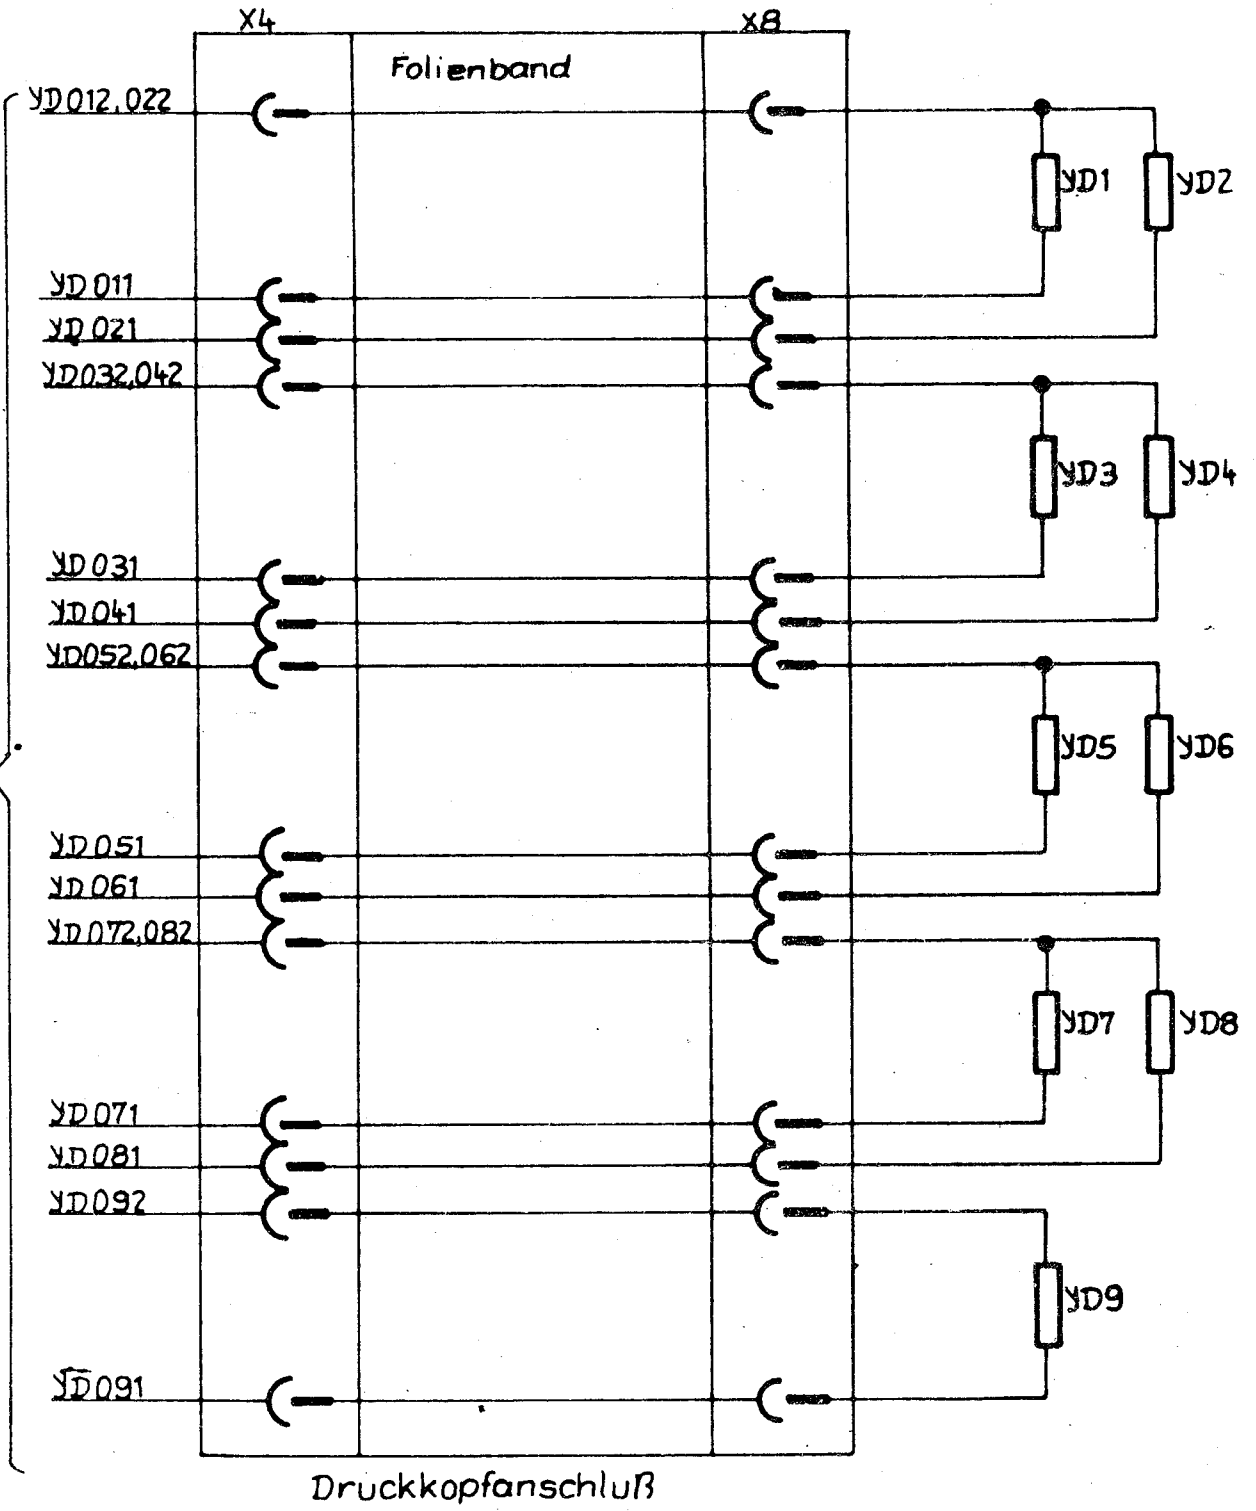 X4 X8
Folienband
YD012,022
YD1 YD2
YD011
YD021
YD032,042
YD3 YD4
YD031
YD041
YD052,062
YD5 YD6
YD051
YD061
YD072,082
YD7 YD8
YD071
YD081
YD092
YD9
YD091
Druckkopfanschluß